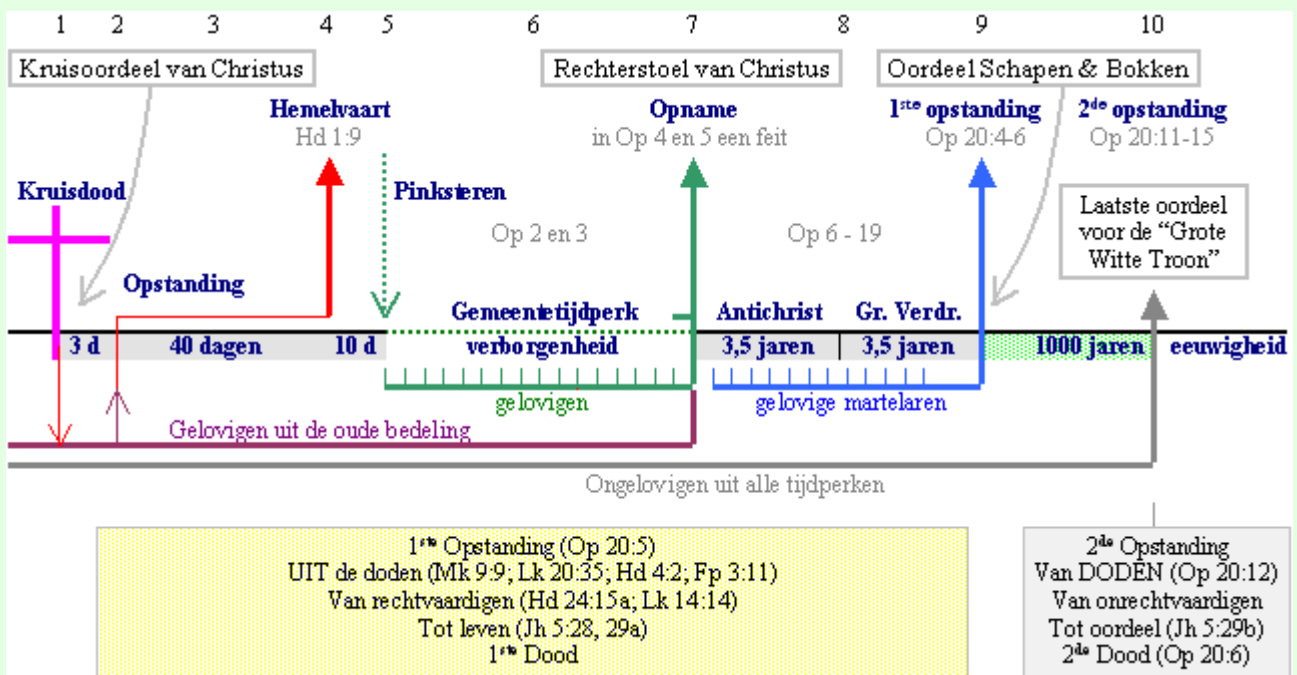 1 2 3 4 5 6 7 8 9 10
Kruisoordeel van Christus
Rechterstoel van Christus
Oordeel Schapen & Bokken
Hemelvaart
Hd 1:9
Opname
in Op 4 en 5 een feit
1ste opstanding
Op 20:4-6
2de opstanding
Op 20:11-15
Kruisdood
Pinksteren
Op 2 en 3
Op 6 - 19
Laatste oordeel
voor de “Grote
Witte Troon”
Opstanding
Gemeentetijdperk
Antichrist
Gr. Verdr.
3 d
40 dagen
10 d
verborgenheid
3,5 jaren
3,5 jaren
1000 jaren
eeuwigheid
gelovigen
gelovige martelaren
Gelovigen uit de oude bedeling
Ongelovigen uit alle tijdperken
1ste Opstanding (Op 20:5)
UIT de doden (Mk 9:9; Lk 20:35; Hd 4:2; Fp 3:11)
Van rechtvaardigen (Hd 24:15a; Lk 14:14)
Tot leven (Jh 5:28, 29a)
1ste Dood
2de Opstanding
Van DODEN (Op 20:12)
Van onrechtvaardigen
Tot oordeel (Jh 5:29b)
2de Dood (Op 20:6)